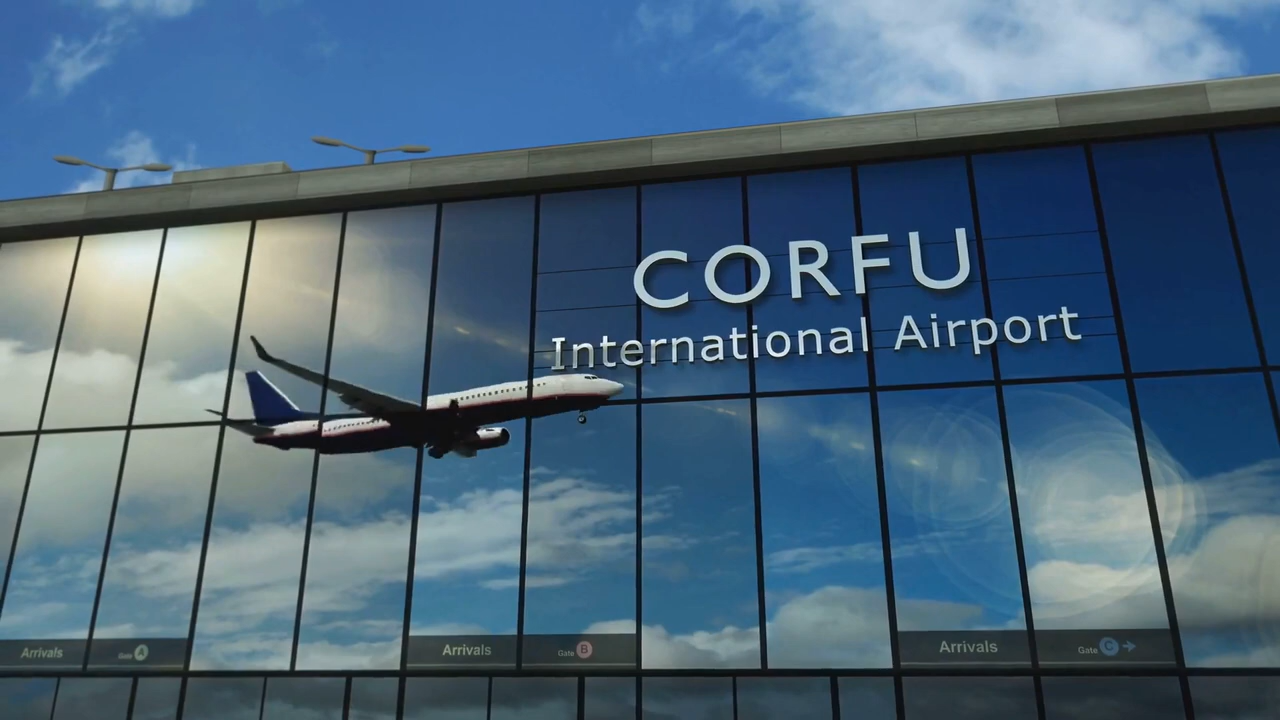 CORFU
International Airport
Arrivals Gate A
Arrivals Gate B
Arrivals Gate C